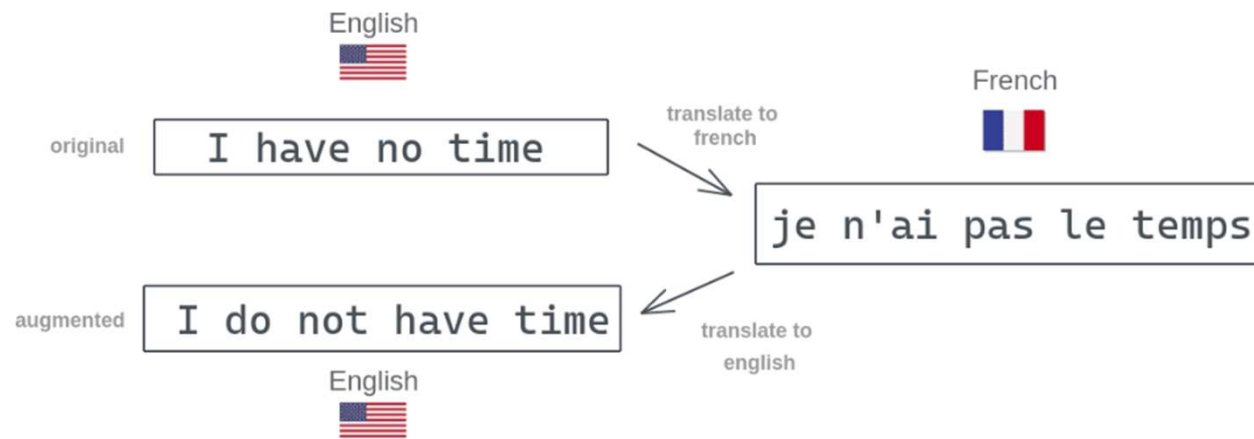 English
original
I have no time
translate to
french
French
je n'ai pas le temps
augmented
I do not have time
translate to
english
English